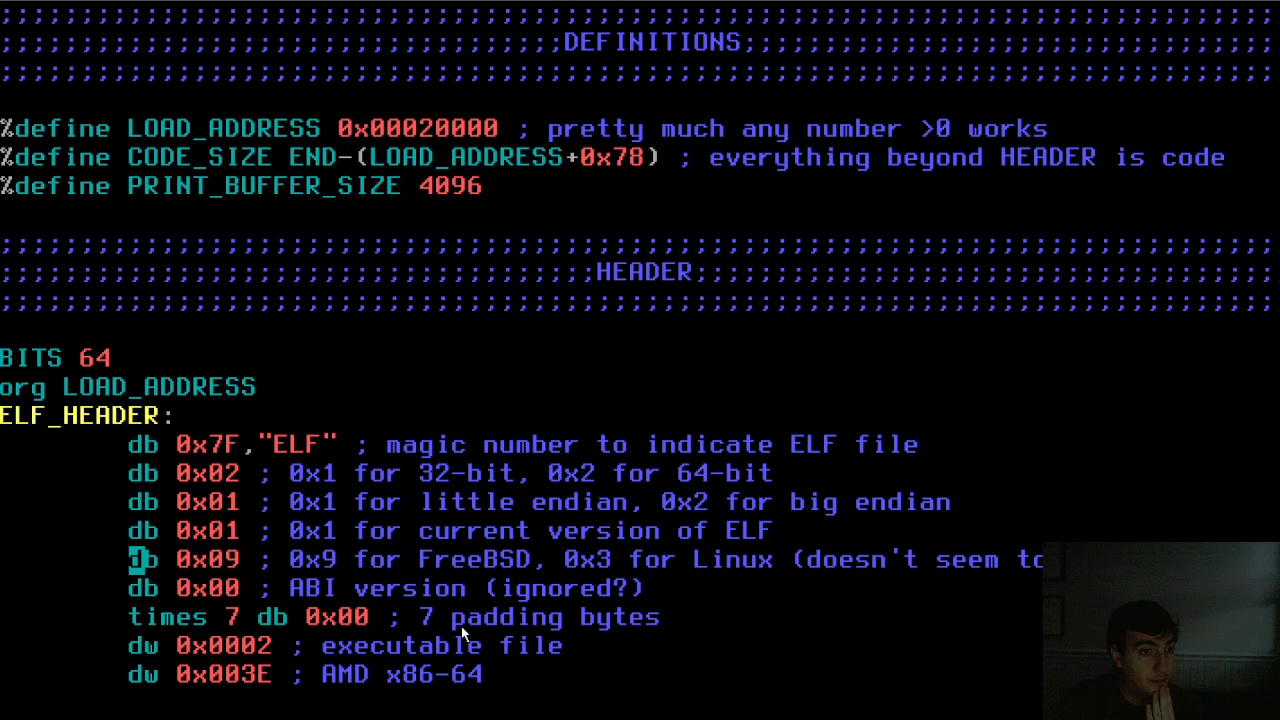 ;;;;;;;;;;;;;;;;;;;;;;;;;;;;;;;;;;;;;;;;;;;;;;;;;;;;;;;;;;;;;;;;;;;;;;;;;;;;;;;
;;;;;;;;;;;;;;;;;;;;;;;;;;;;;;;;;;;DEFINITIONS;;;;;;;;;;;;;;;;;;;;;;;;;;;;;;;;;
;;;;;;;;;;;;;;;;;;;;;;;;;;;;;;;;;;;;;;;;;;;;;;;;;;;;;;;;;;;;;;;;;;;;;;;;;;;;;;;
%define LOAD_ADDRESS 0x00020000 ; pretty much any number >0 works
%define CODE_SIZE END-(LOAD_ADDRESS+0x78) ; everything beyond HEADER is code
%define PRINT_BUFFER_SIZE 4096
;;;;;;;;;;;;;;;;;;;;;;;;;;;;;;;;;;;;;;;;;;;;;;;;;;;;;;;;;;;;;;;;;;;;;;;;;;;;;;;
;;;;;;;;;;;;;;;;;;;;;;;;;;;;;;;;;;;;;HEADER;;;;;;;;;;;;;;;;;;;;;;;;;;;;;;;;;;;;
;;;;;;;;;;;;;;;;;;;;;;;;;;;;;;;;;;;;;;;;;;;;;;;;;;;;;;;;;;;;;;;;;;;;;;;;;;;;;;;
BITS 64
org LOAD_ADDRESS
ELF_HEADER:
db 0x7F,"ELF" ; magic number to indicate ELF file
db 0x02 ; 0x1 for 32-bit, 0x2 for 64-bit
db 0x01 ; 0x1 for little endian, 0x2 for big endian
db 0x01 ; 0x1 for current version of ELF
db 0x09 ; 0x9 for FreeBSD, 0x3 for Linux (doesn't seem to
db 0x00 ; ABI version (ignored?)
times 7 db 0x00 ; 7 padding bytes
dw 0x0002 ; executable file
dw 0x003E ; AMD x86-64